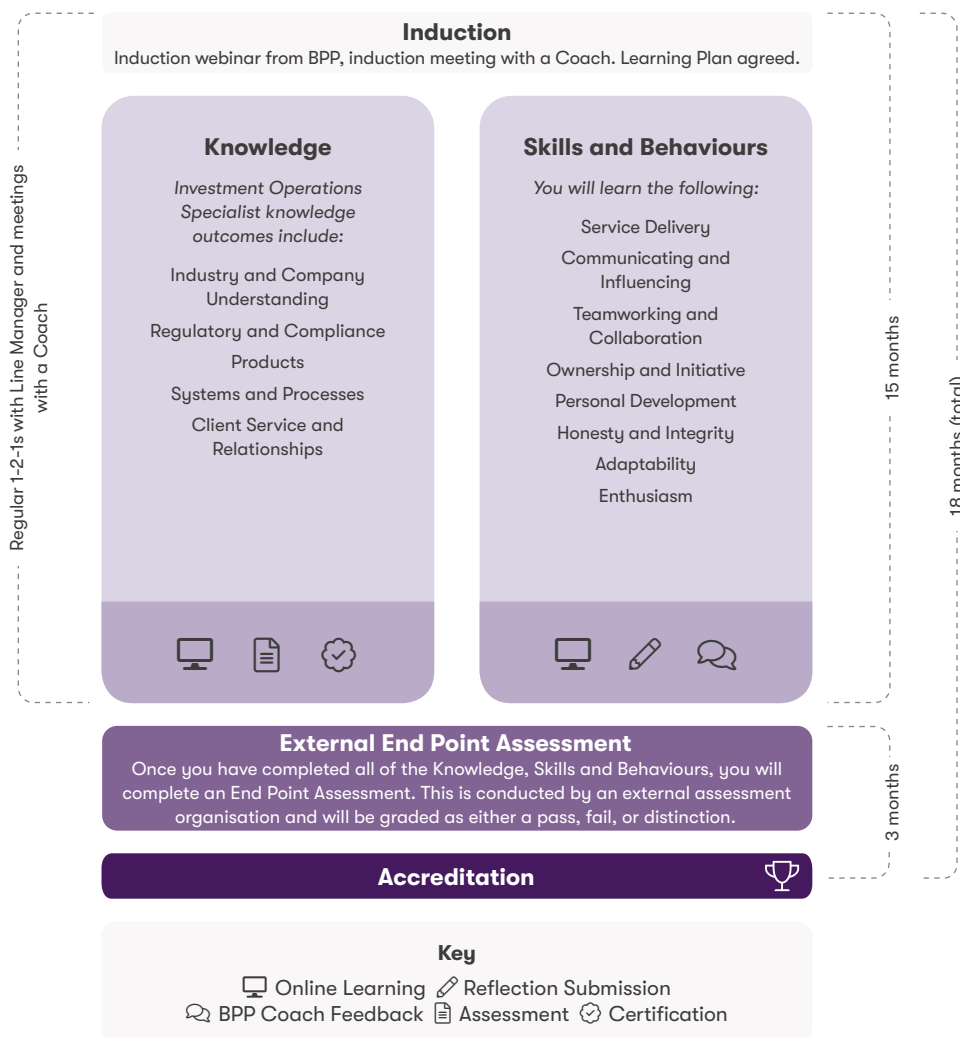 Induction
Induction webinar from BPP, induction meeting with a Coach. Learning Plan agreed.
Regular 1-2-1s with Line Manager and meetings
with a Coach
Knowledge
Investment Operations
Specialist knowledge
outcomes include:
Industry and Company
Understanding
Regulatory and Compliance
Products
Systems and Processes
Client Service and
Relationships
Skills and Behaviours
You will learn the following:
Service Delivery
Communicating and
Influencing
Teamworking and
Collaboration
Ownership and Initiative
Personal Development
Honesty and Integrity
Adaptability
Enthusiasm
15 months
18 months (total)
External End Point Assessment
Once you have completed all of the Knowledge, Skills and Behaviours, you will
complete an End Point Assessment. This is conducted by an external assessment
organisation and will be graded as either a pass, fail, or distinction.
3 months
Accreditation
Key
Online Learning Reflection Submission
BPP Coach Feedback Assessment Certification